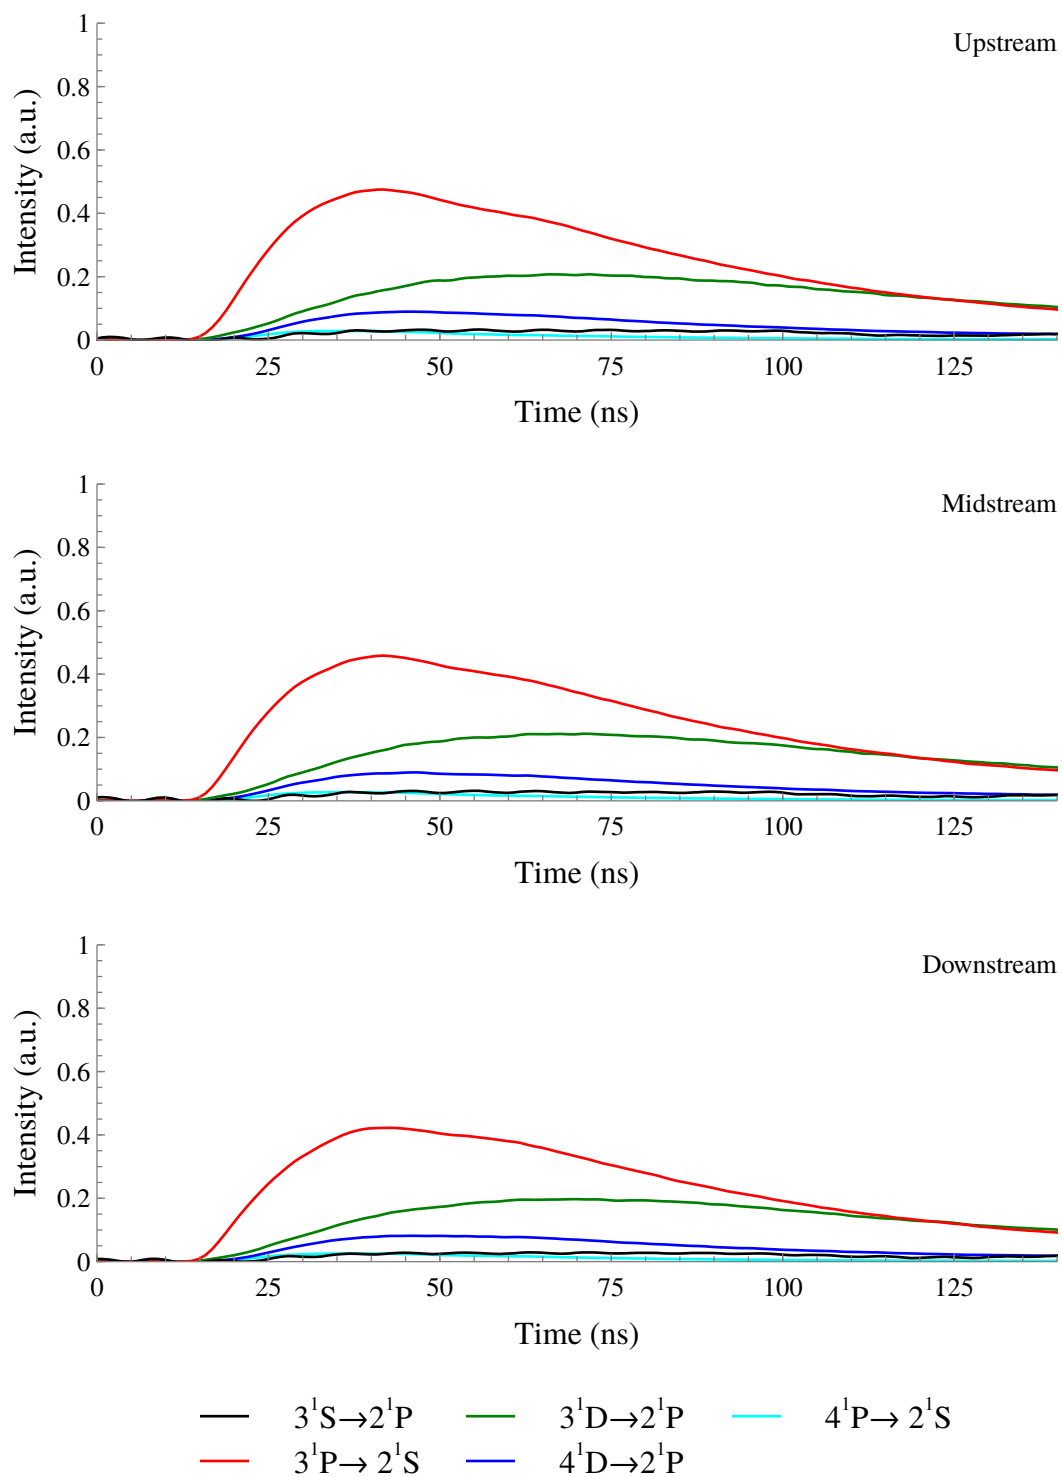 Upstream
Intensity (a.u.)
1
0.8
0.6
0.4
0.2
0
0 25 50 75 100 125
Time (ns)
Midstream
Intensity (a.u.)
1
0.8
0.6
0.4
0.2
0
0 25 50 75 100 125
Time (ns)
Downstream
Intensity (a.u.)
1
0.8
0.6
0.4
0.2
0
0 25 50 75 100 125
Time (ns)
3¹S→2¹P 3¹D→2¹P 4¹P→ 2¹S
3¹P→ 2¹S 4¹D→2¹P